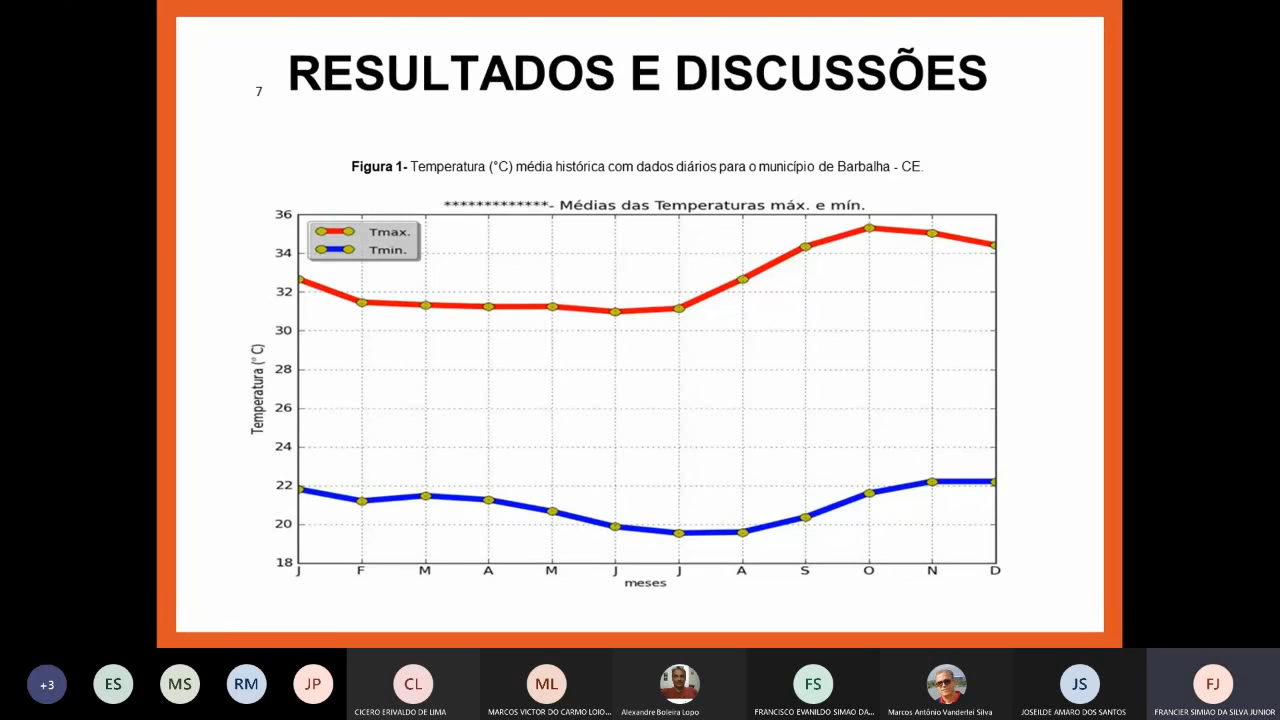 RESULTADOS E DISCUSSÕES
7
Figura 1- Temperatura (°C) média histórica com dados diários para o município de Barbalha - CE.
*************- Médias das Temperaturas máx. e mín.
Tmax.
Tmin.
36
34
32
30
28
26
24
22
20
18
Temperatura (° C)
J F M A M J J A S O N D
meses
+3 ES MS RM JP CL ML FS JS FJ
CICERO ERIVALDO DE LIMA MARCOS VICTOR DO CARMO LOIO... Alexandre Boleira Lopo FRANCISCO EVANILDO SIMAO DA... Marcos Antônio Vanderlei Silva JOSEILDE AMARO DOS SANTOS FRANCIER SIMIÃO DA SILVA JUNIOR